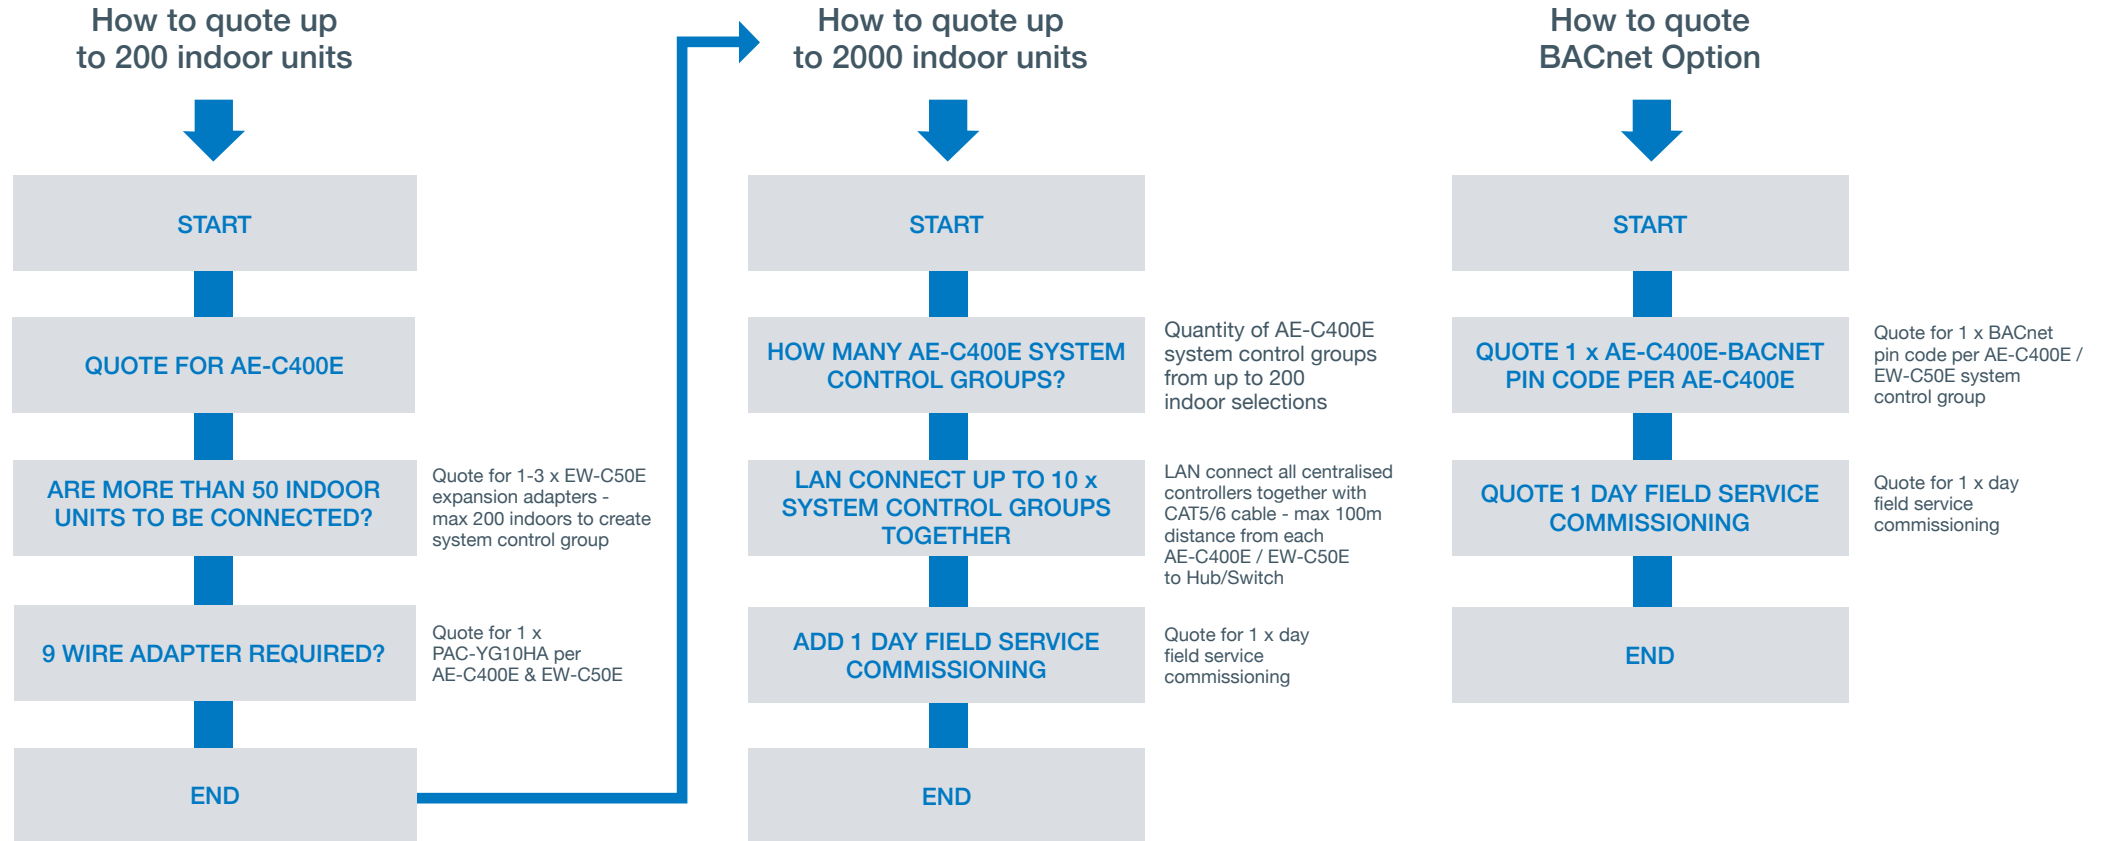 How to quote up
to 200 indoor units
START
QUOTE FOR AE-C400E
ARE MORE THAN 50 INDOOR
UNITS TO BE CONNECTED?
Quote for 1-3 x EW-C50E
expansion adapters -
max 200 indoors to create
system control group
9 WIRE ADAPTER REQUIRED?
Quote for 1 x
PAC-YG10HA per
AE-C400E & EW-C50E
END
How to quote up
to 2000 indoor units
START
HOW MANY AE-C400E SYSTEM
CONTROL GROUPS?
Quantity of AE-C400E
system control groups
from up to 200
indoor selections
LAN CONNECT UP TO 10 x
SYSTEM CONTROL GROUPS
TOGETHER
LAN connect all centralised
controllers together with
CAT5/6 cable - max 100m
distance from each
AE-C400E / EW-C50E
to Hub/Switch
ADD 1 DAY FIELD SERVICE
COMMISSIONING
Quote for 1 x day
field service
commissioning
END
How to quote
BACnet Option
START
QUOTE 1 x AE-C400E-BACNET
PIN CODE PER AE-C400E
Quote for 1 x BACnet
pin code per AE-C400E /
EW-C50E system
control group
QUOTE 1 DAY FIELD SERVICE
COMMISSIONING
Quote for 1 x day
field service
commissioning
END